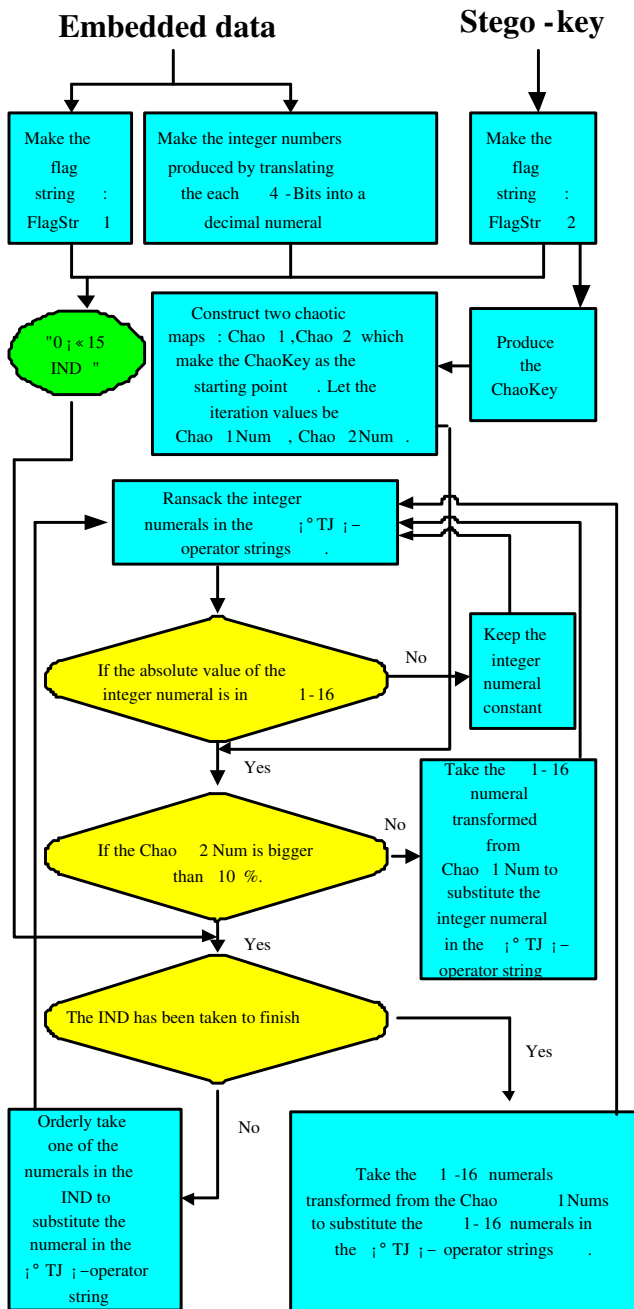 Embedded data
Stego -key
Make the
flag
string :
FlagStr 1
Make the integer numbers
produced by translating
the each 4 -Bits into a
decimal numeral
Make the
flag
string :
FlagStr 2
"0 ¡« 15
IND "
Construct two chaotic
maps : Chao 1 ,Chao 2 which
make the ChaoKey as the
starting point . Let the
iteration values be
Chao 1Num , Chao 2Num .
Produce
the
ChaoKey
Ransack the integer
numerals in the ¡° TJ ¡–
operator strings .
If the absolute value of the
integer numeral is in 1- 16
No
Keep the
integer
numeral
constant
Yes
If the Chao 2 Num is bigger
than 10 %.
No
Take the 1- 16
numeral
transformed
from
Chao 1 Num to
substitute the
integer numeral
in the ¡° TJ ¡–
operator string
Yes
The IND has been taken to finish
Yes
No
Orderly take
one of the
numerals in the
IND to
substitute the
numeral in the
¡° TJ ¡–operator
string
Take the 1 -16 numerals
transformed from the Chao 1Nums
to substitute the 1- 16 numerals in
the ¡° TJ ¡– operator strings .